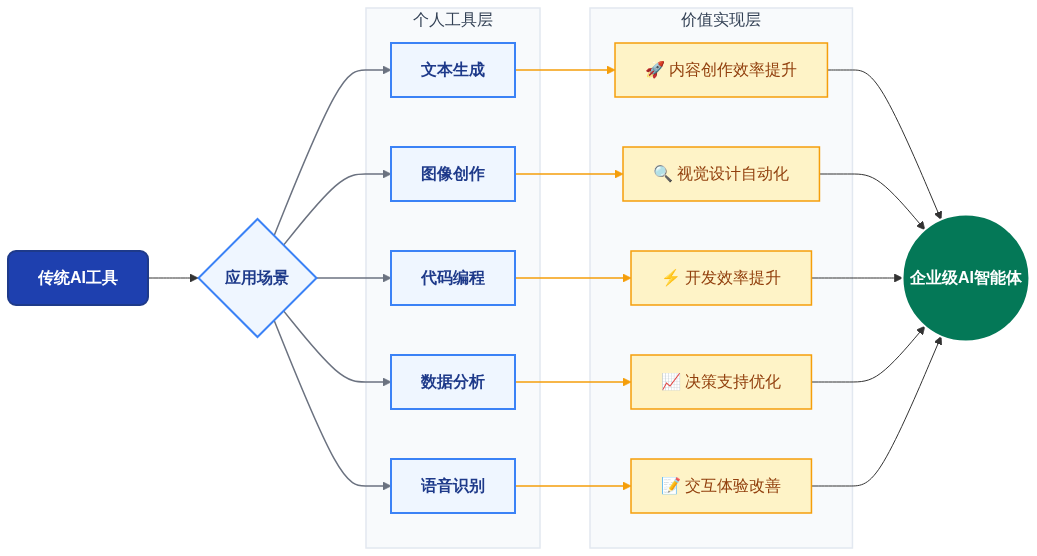 个人工具层
价值实现层
传统AI工具
应用场景
文本生成
🚀 内容创作效率提升
图像创作
🔍 视觉设计自动化
代码编程
⚡ 开发效率提升
数据分析
📈 决策支持优化
语音识别
📝 交互体验改善
企业级AI智能体